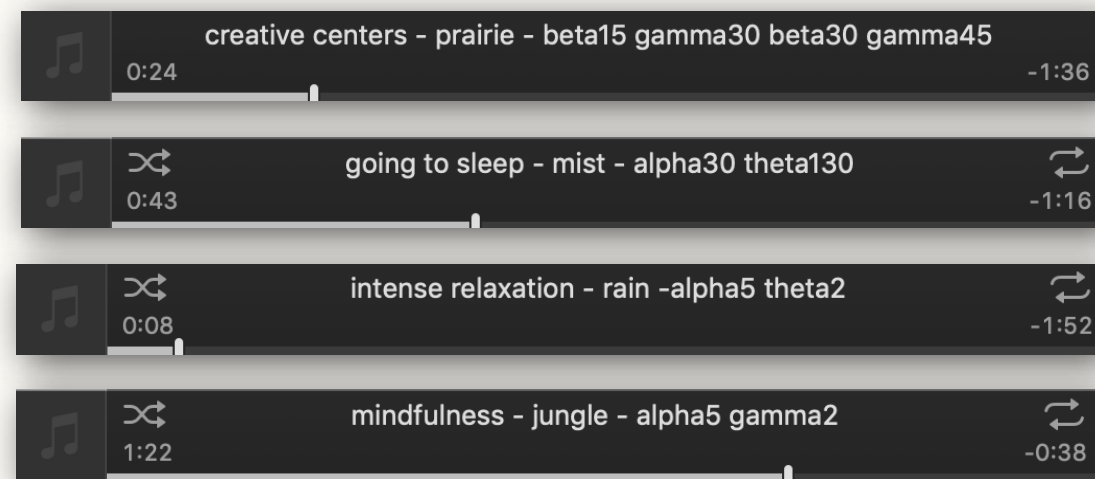 creative centers - prairie - beta15 gamma30 beta30 gamma45
0:24 -1:36
going to sleep - mist - alpha30 theta130
0:43 -1:16
intense relaxation - rain -alpha5 theta2
0:08 -1:52
mindfulness - jungle - alpha5 gamma2
1:22 -0:38